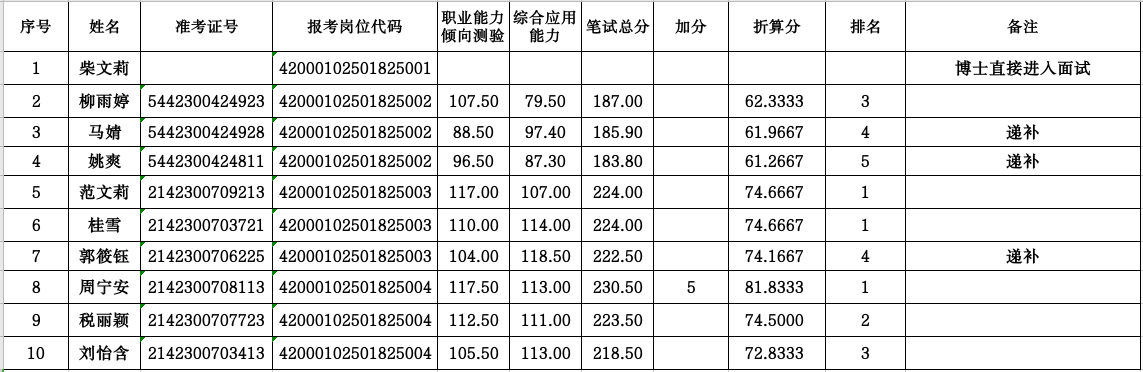 序号 姓名 准考证号 报考岗位代码 职业能力倾向测验 综合应用能力 笔试总分 加分 折算分 排名 备注
1 柴文莉 42000102501825001 博士直接进入面试
2 柳雨婷 5442300424923 42000102501825002 107.50 79.50 187.00 62.3333 3
3 马婧 5442300424928 42000102501825002 88.50 97.40 185.90 61.9667 4 递补
4 姚爽 5442300424811 42000102501825002 96.50 87.30 183.80 61.2667 5 递补
5 范文莉 2142300709213 42000102501825003 117.00 107.00 224.00 74.6667 1
6 桂雪 2142300703721 42000102501825003 110.00 114.00 224.00 74.6667 1
7 郭筱钰 2142300706225 42000102501825003 104.00 118.50 222.50 74.1667 4 递补
8 周宁安 2142300708113 42000102501825004 117.50 113.00 230.50 5 81.8333 1
9 税丽颖 2142300707723 42000102501825004 112.50 111.00 223.50 74.5000 2
10 刘怡含 2142300703413 42000102501825004 105.50 113.00 218.50 72.8333 3